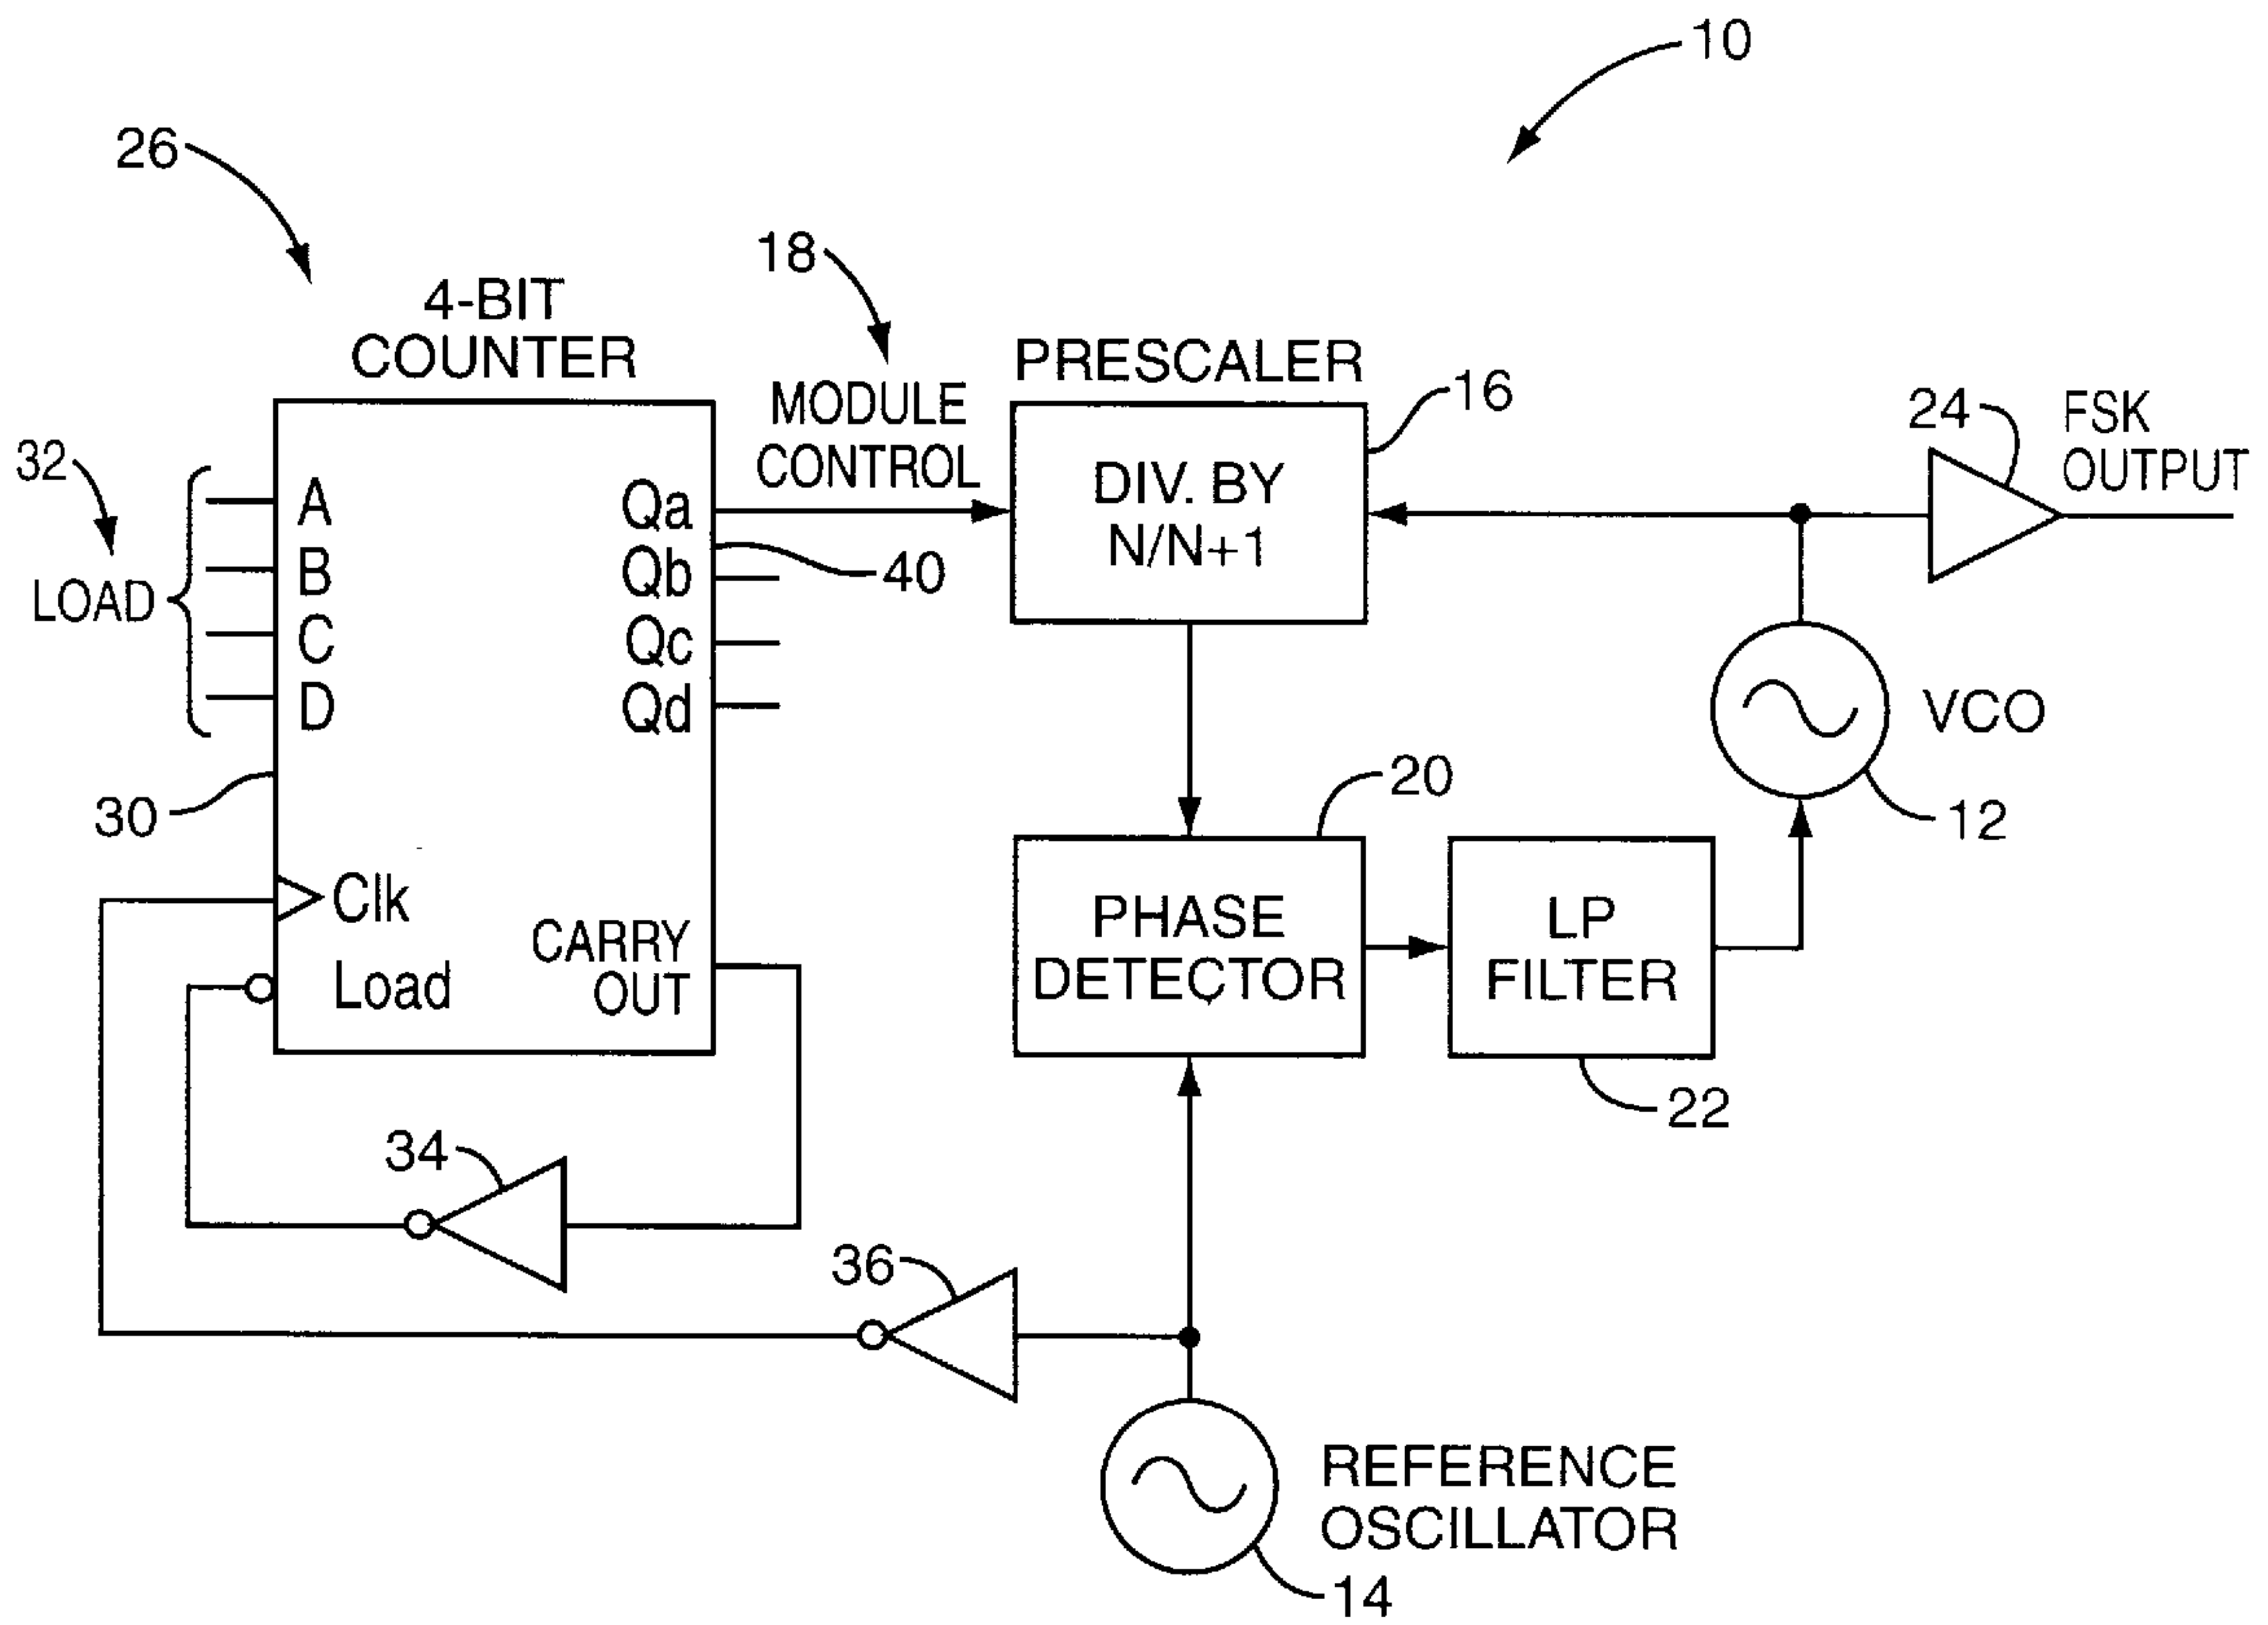 10
26
18
4-BIT
COUNTER
MODULE
CONTROL
PRESCALER
16
24
FSK
OUTPUT
32
LOAD
A
B
C
D
Qa
Qb
Qc
Qd
40
DIV. BY
N/N+1
VCO
12
30
Clk
Load
CARRY
OUT
20
PHASE
DETECTOR
LP
FILTER
22
34
36
REFERENCE
OSCILLATOR
14